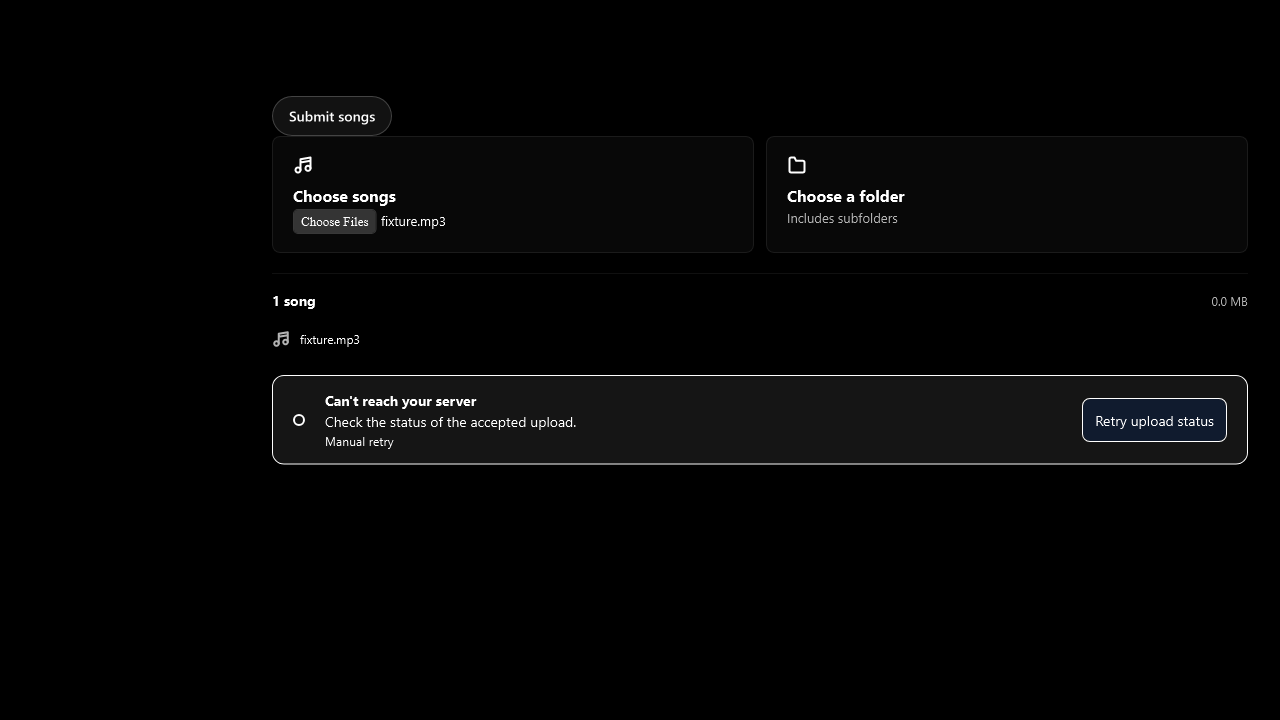 Submit songs
Choose songs
Choose Files fixture.mp3
Choose a folder
Includes subfolders
1 song
0.0 MB
fixture.mp3
Can't reach your server
Check the status of the accepted upload.
Manual retry
Retry upload status